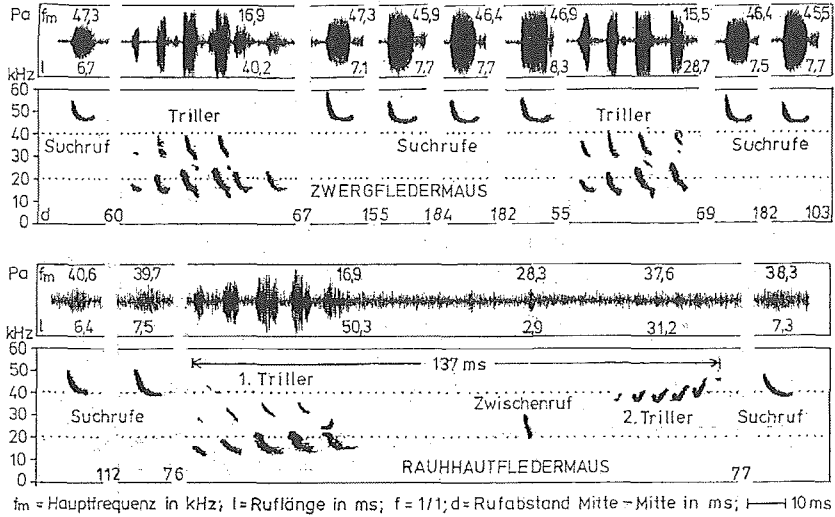 Pa fm 47,3 16,9 47,3 45,9 46,4 46,9 15,5 46,4 45,5
kHz l 6,7 40,2 7,1 7,7 7,7 8,3 28,7 7,5 7,7
60
50 Triller Triller
40
Suchruf Suchrufe Suchrufe
30
20
10 ZWERGFLEDERMAUS
0 d 60 67 155 184 182 55 59 182 103
Pa fm 40,6 39,7 16,9 28,3 37,6 38,3
kHz l 6,4 7,5 50,3 2,9 31,2 7,3
60
50 137 ms
1. Triller
40
Zwischenruf
30 Suchrufe 2. Triller Suchruf
20
10 RAUHHAUTFLEDERMAUS
0 112 76 77
fm = Hauptfrequenz in kHz; l = Ruflänge in ms; f = 1/1; d = Rufabstand Mitte - Mitte in ms; 10 ms